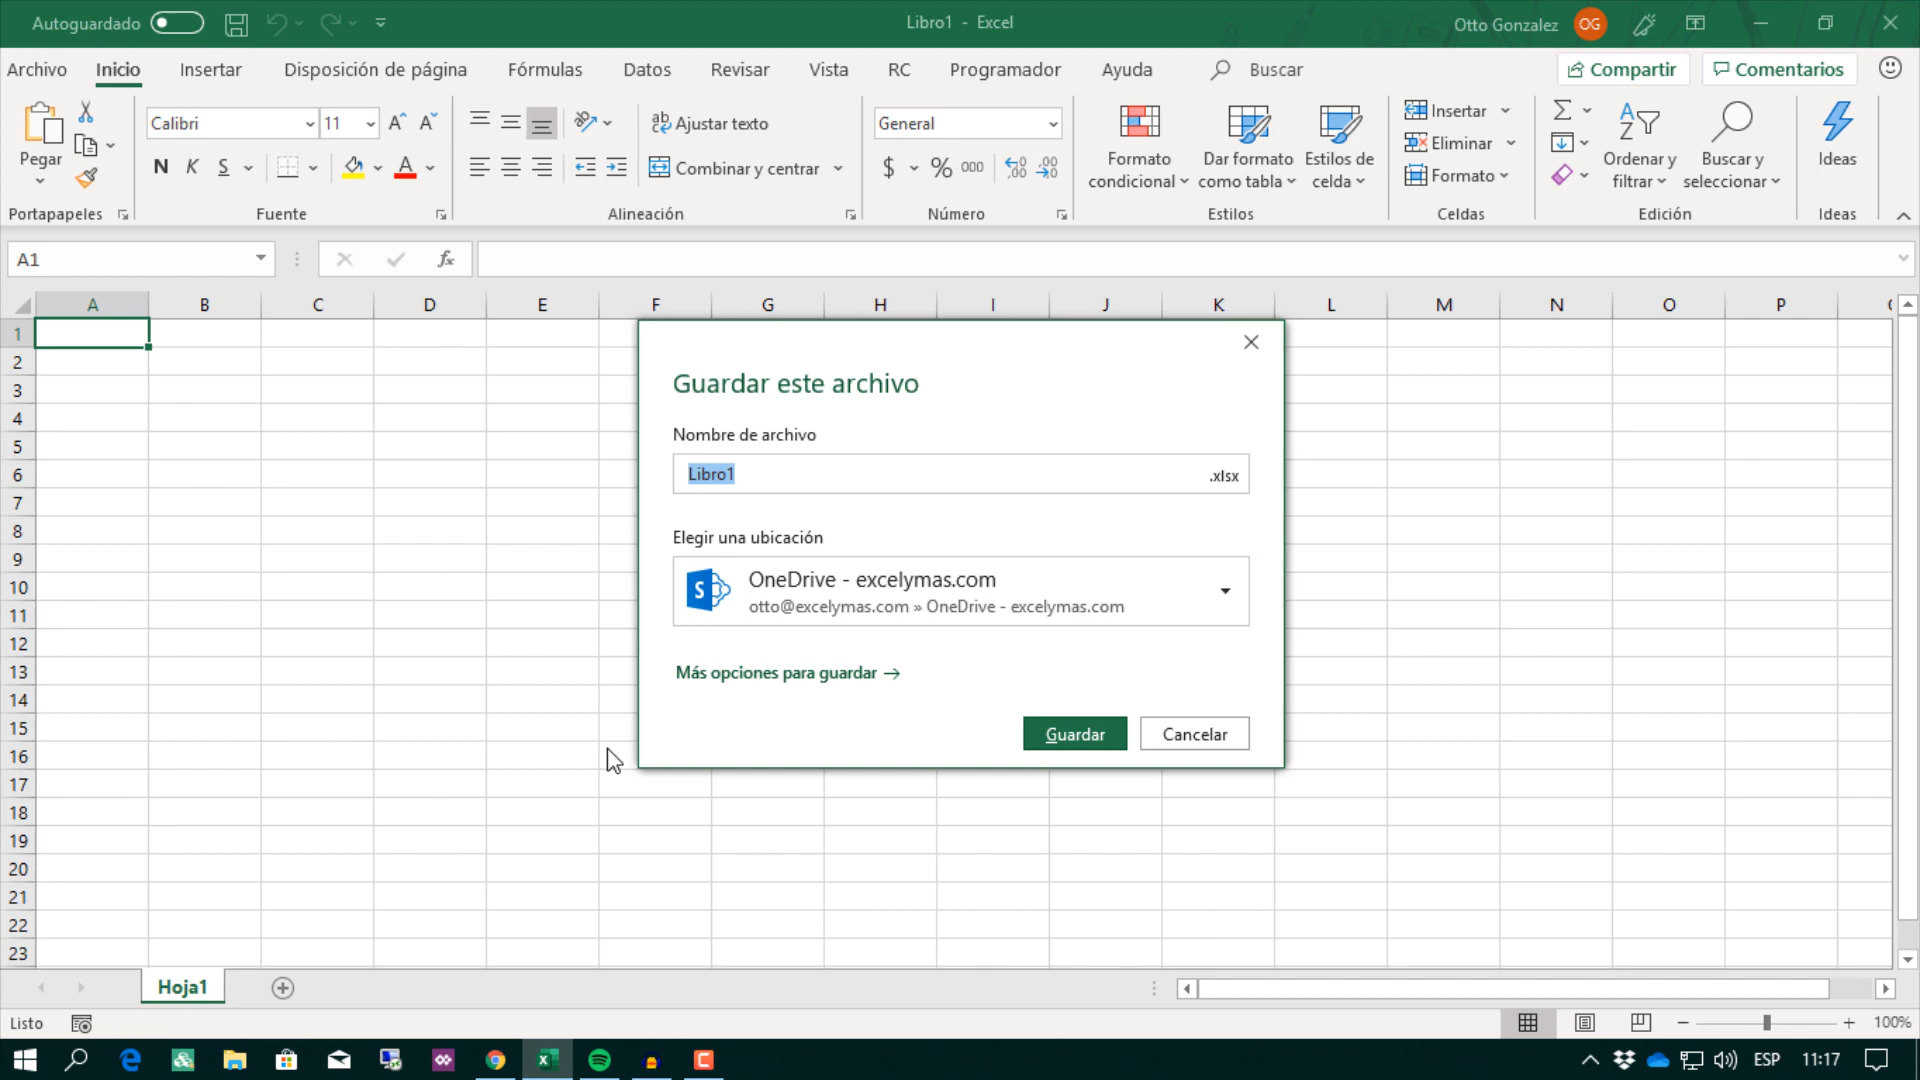 Autoguardado
Libro1 - Excel
Otto Gonzalez
OG
Archivo Inicio Insertar Disposición de página Fórmulas Datos Revisar Vista RC Programador Ayuda Buscar
Compartir
Comentarios
Pegar
Portapapeles
Calibri
11
N K S
A
Fuente
Ajustar texto
Combinar y centrar
Alineación
General
$ % 000
Número
Formato condicional
Dar formato como tabla
Estilos de celda
Estilos
Insertar
Eliminar
Formato
Celdas
Ordenar y filtrar
Buscar y seleccionar
Edición
Ideas
Ideas
A1
fx
A B C D E F G H I J K L M N O P
1
2
3
4
5
6
7
8
9
10
11
12
13
14
15
16
17
18
19
20
21
22
23
Guardar este archivo
Nombre de archivo
Libro1
.xlsx
Elegir una ubicación
OneDrive - excelymas.com
otto@excelymas.com » OneDrive - excelymas.com
Más opciones para guardar →
Guardar
Cancelar
Hoja1
Listo
100%
ESP
11:17